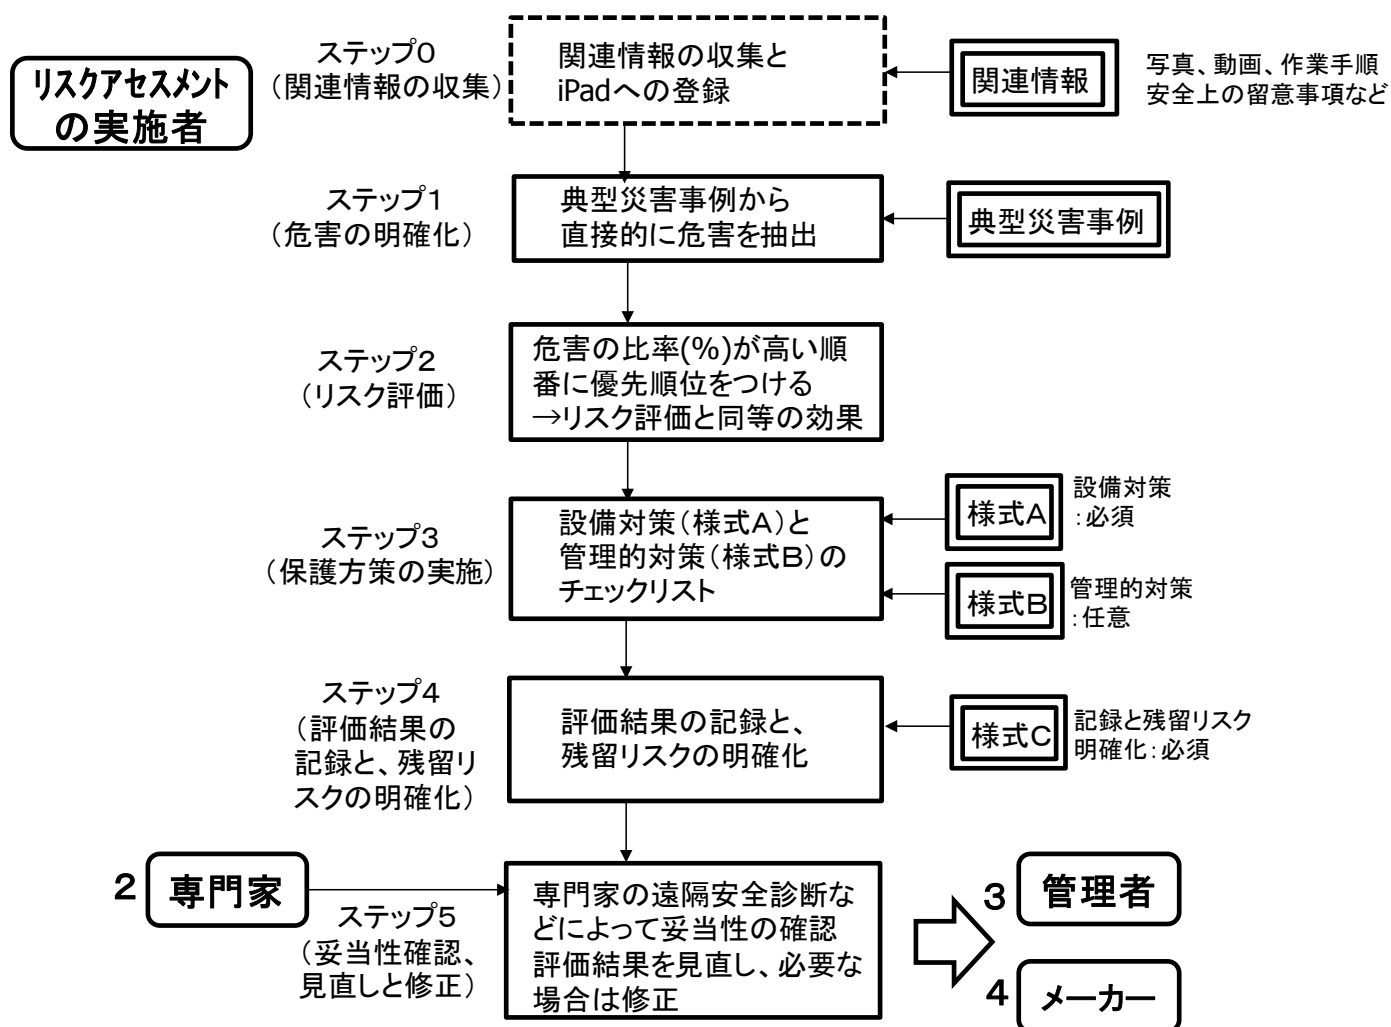 リスクアセスメント
の実施者
ステップ0
(関連情報の収集)
関連情報の収集と
iPadへの登録
関連情報
写真、動画、作業手順
安全上の留意事項など
ステップ1
(危害の明確化)
典型災害事例から
直接的に危害を抽出
典型災害事例
ステップ2
(リスク評価)
危害の比率(%)が高い順
番に優先順位をつける
→リスク評価と同等の効果
ステップ3
(保護方策の実施)
設備対策(様式A)と
管理的対策(様式B)の
チェックリスト
様式A
設備対策
:必須
様式B
管理的対策
:任意
ステップ4
(評価結果の
記録と、残留リ
スクの明確化)
評価結果の記録と、
残留リスクの明確化
様式C
記録と残留リスク
明確化:必須
2 専門家
ステップ5
(妥当性確認、
見直しと修正)
専門家の遠隔安全診断な
どによって妥当性の確認
評価結果を見直し、必要な
場合は修正
3 管理者
4 メーカー